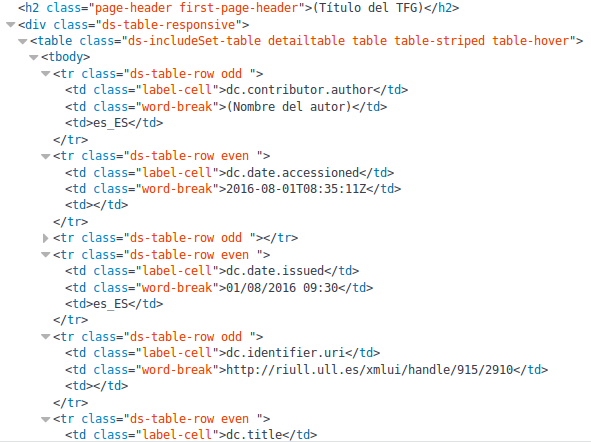 <h2 class="page-header first-page-header">(Título del TFG)</h2>
<div class="ds-table-responsive">
<table class="ds-includeSet-table detailtable table table-striped table-hover">
<tbody>
<tr class="ds-table-row odd ">
<td class="label-cell">dc.contributor.author</td>
<td class="word-break">(Nombre del autor)</td>
<td>es_ES</td>
</tr>
<tr class="ds-table-row even ">
<td class="label-cell">dc.date.accessioned</td>
<td class="word-break">2016-08-01T08:35:11Z</td>
<td></td>
</tr>
<tr class="ds-table-row odd "></tr>
<tr class="ds-table-row even ">
<td class="label-cell">dc.date.issued</td>
<td class="word-break">01/08/2016 09:30</td>
<td>es_ES</td>
</tr>
<tr class="ds-table-row odd ">
<td class="label-cell">dc.identifier.uri</td>
<td class="word-break">http://riull.ull.es/xmlui/handle/915/2910</td>
<td></td>
</tr>
<tr class="ds-table-row even ">
<td class="label-cell">dc.title</td>